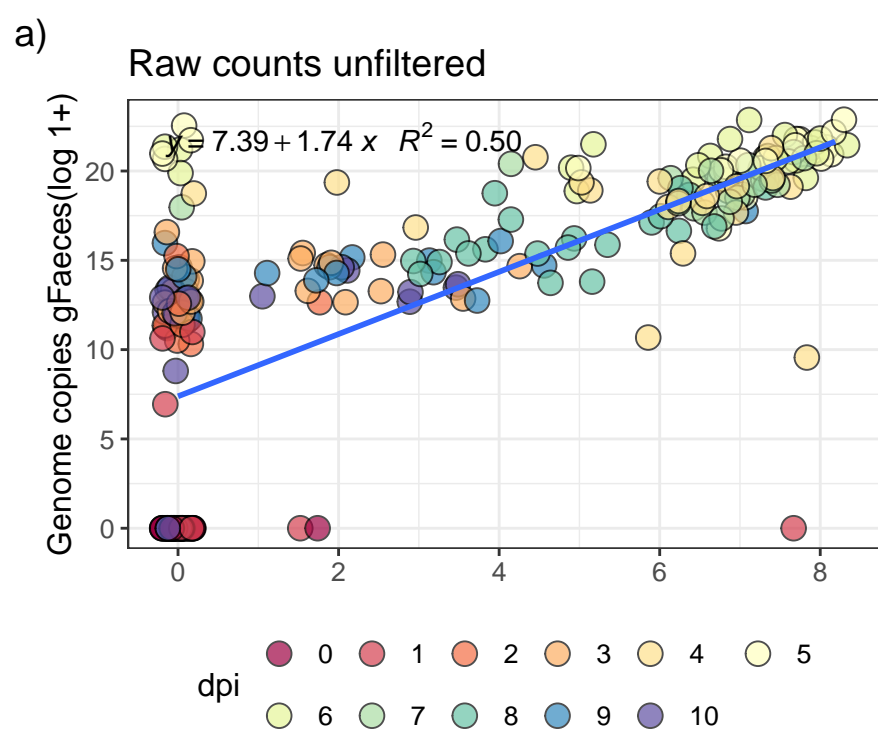 a)
Raw counts unfiltered
Genome copies gFaeces(log 1+)
y = 7.39 + 1.74 x R² = 0.50
20
15
10
5
0
0 2 4 6 8
dpi
0 1 2 3 4 5
6 7 8 9 10